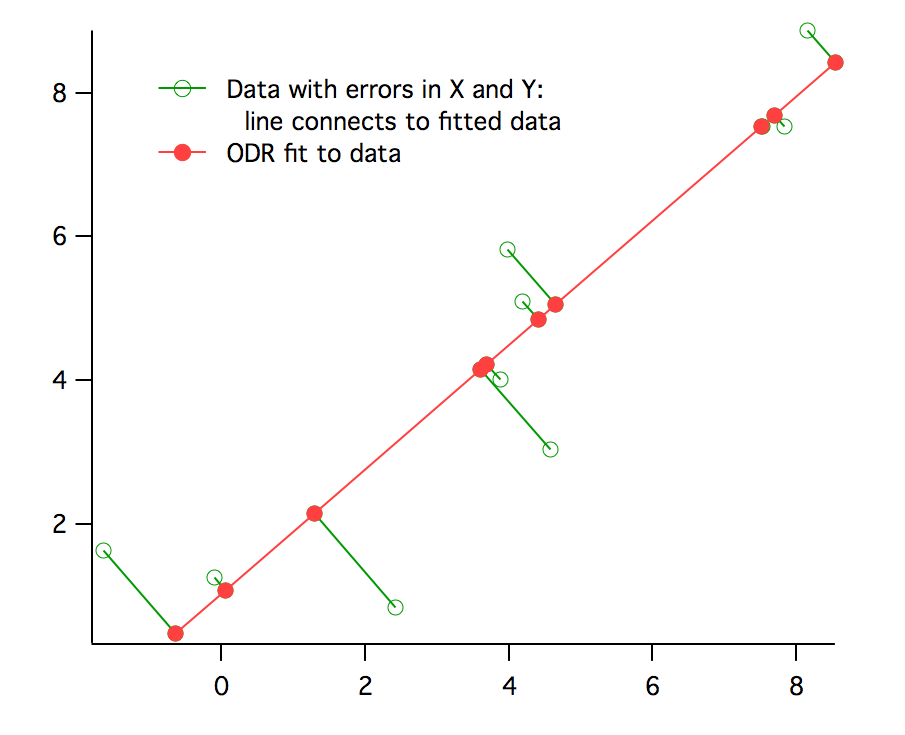 8
Data with errors in X and Y:
line connects to fitted data
ODR fit to data
6
4
2
0 2 4 6 8